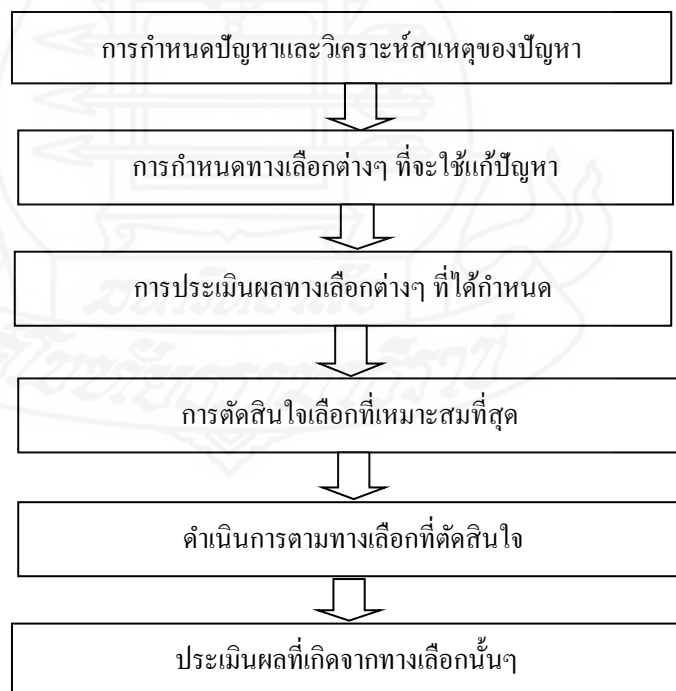 การกำหนดปัญหาและวิเคราะห์สาเหตุของปัญหา
การกำหนดทางเลือกต่างๆ ที่จะใช้แก้ปัญหา
การประเมินผลทางเลือกต่างๆ ที่ได้กำหนด
การตัดสินใจเลือกที่เหมาะสมที่สุด
ดำเนินการตามทางเลือกที่ตัดสินใจ
ประเมินผลที่เกิดจากทางเลือกนั้นๆ